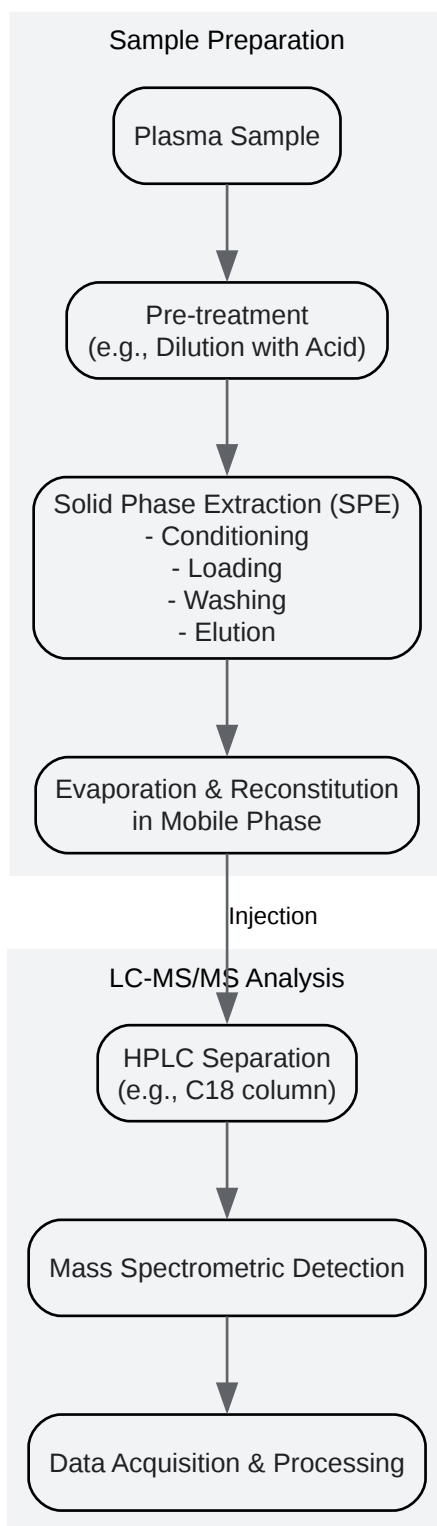 Sample Preparation
Plasma Sample
Pre-treatment
(e.g., Dilution with Acid)
Solid Phase Extraction (SPE)
- Conditioning
- Loading
- Washing
- Elution
Evaporation & Reconstitution
in Mobile Phase
Injection
LC-MS/MS Analysis
HPLC Separation
(e.g., C18 column)
Mass Spectrometric Detection
Data Acquisition & Processing